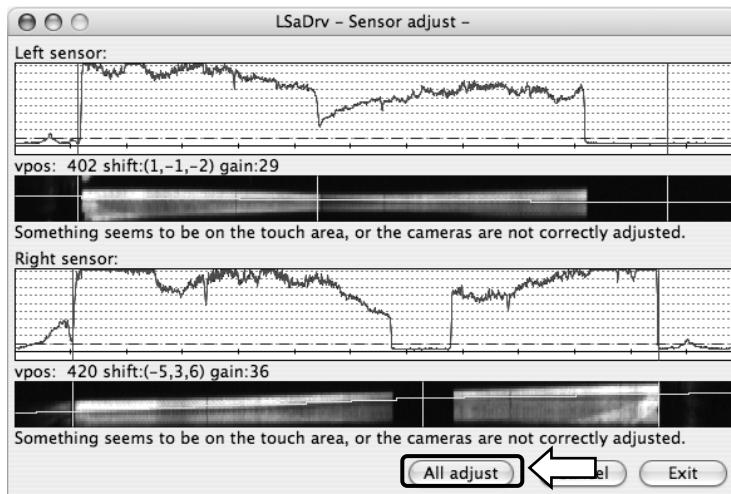 LSaDrv – Sensor adjust –
Left sensor:
vpos: 402 shift:(1,−1,−2) gain:29
Something seems to be on the touch area, or the cameras are not correctly adjusted.
Right sensor:
vpos: 420 shift:(−5,3,6) gain:36
Something seems to be on the touch area, or the cameras are not correctly adjusted.
All adjust el Exit